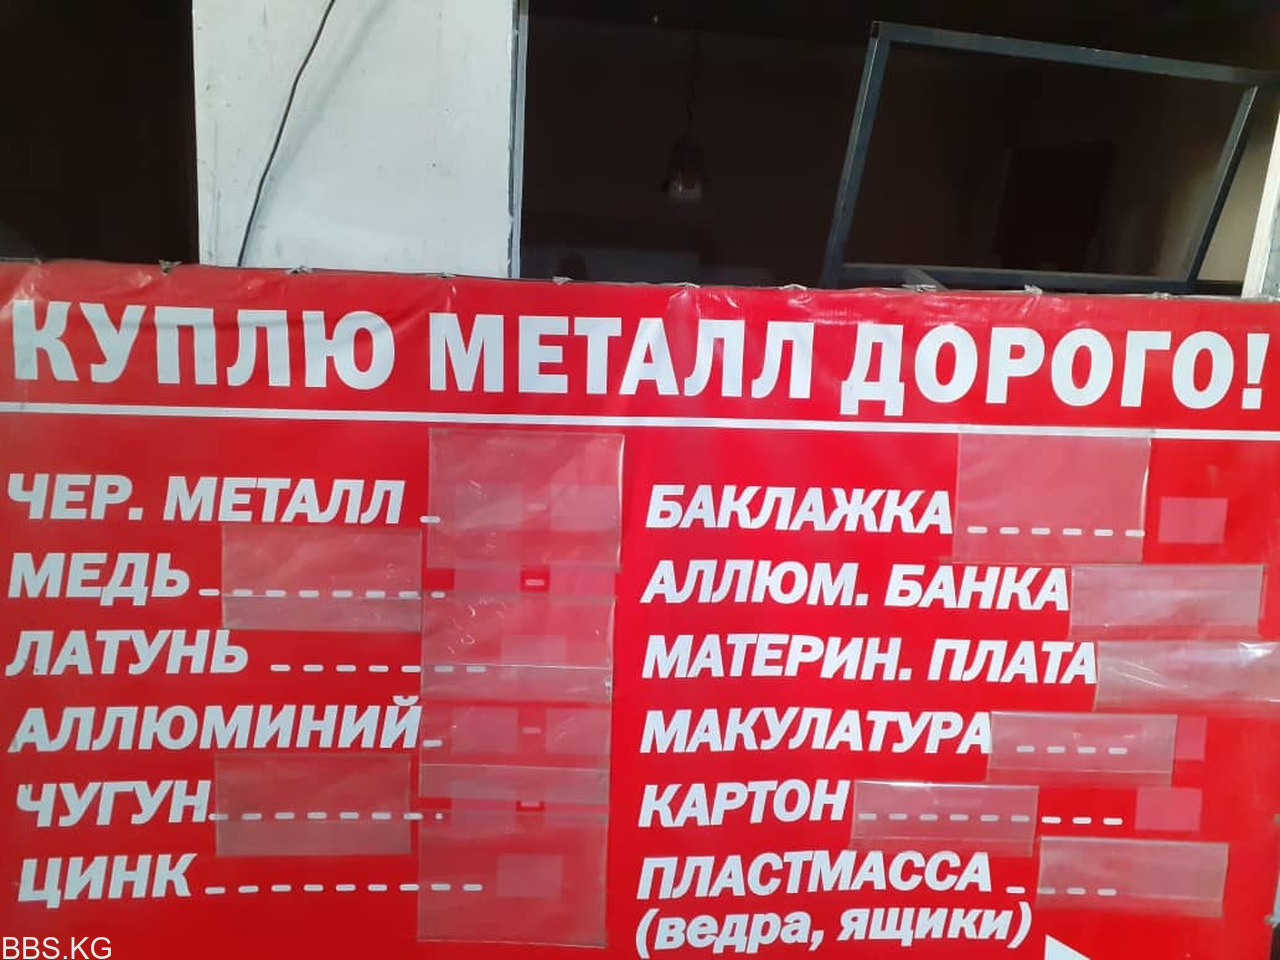 КУПЛЮ МЕТАЛЛ ДОРОГО!
ЧЕР. МЕТАЛЛ
МЕДЬ
ЛАТУНЬ
АЛЛЮМИНИЙ
ЧУГУН
ЦИНК
БАКЛАЖКА
АЛЛЮМ. БАНКА
МАТЕРИН. ПЛАТА
МАКУЛАТУРА
КАРТОН
ПЛАСТМАССА
(ведра, ящики)
BBS.KG